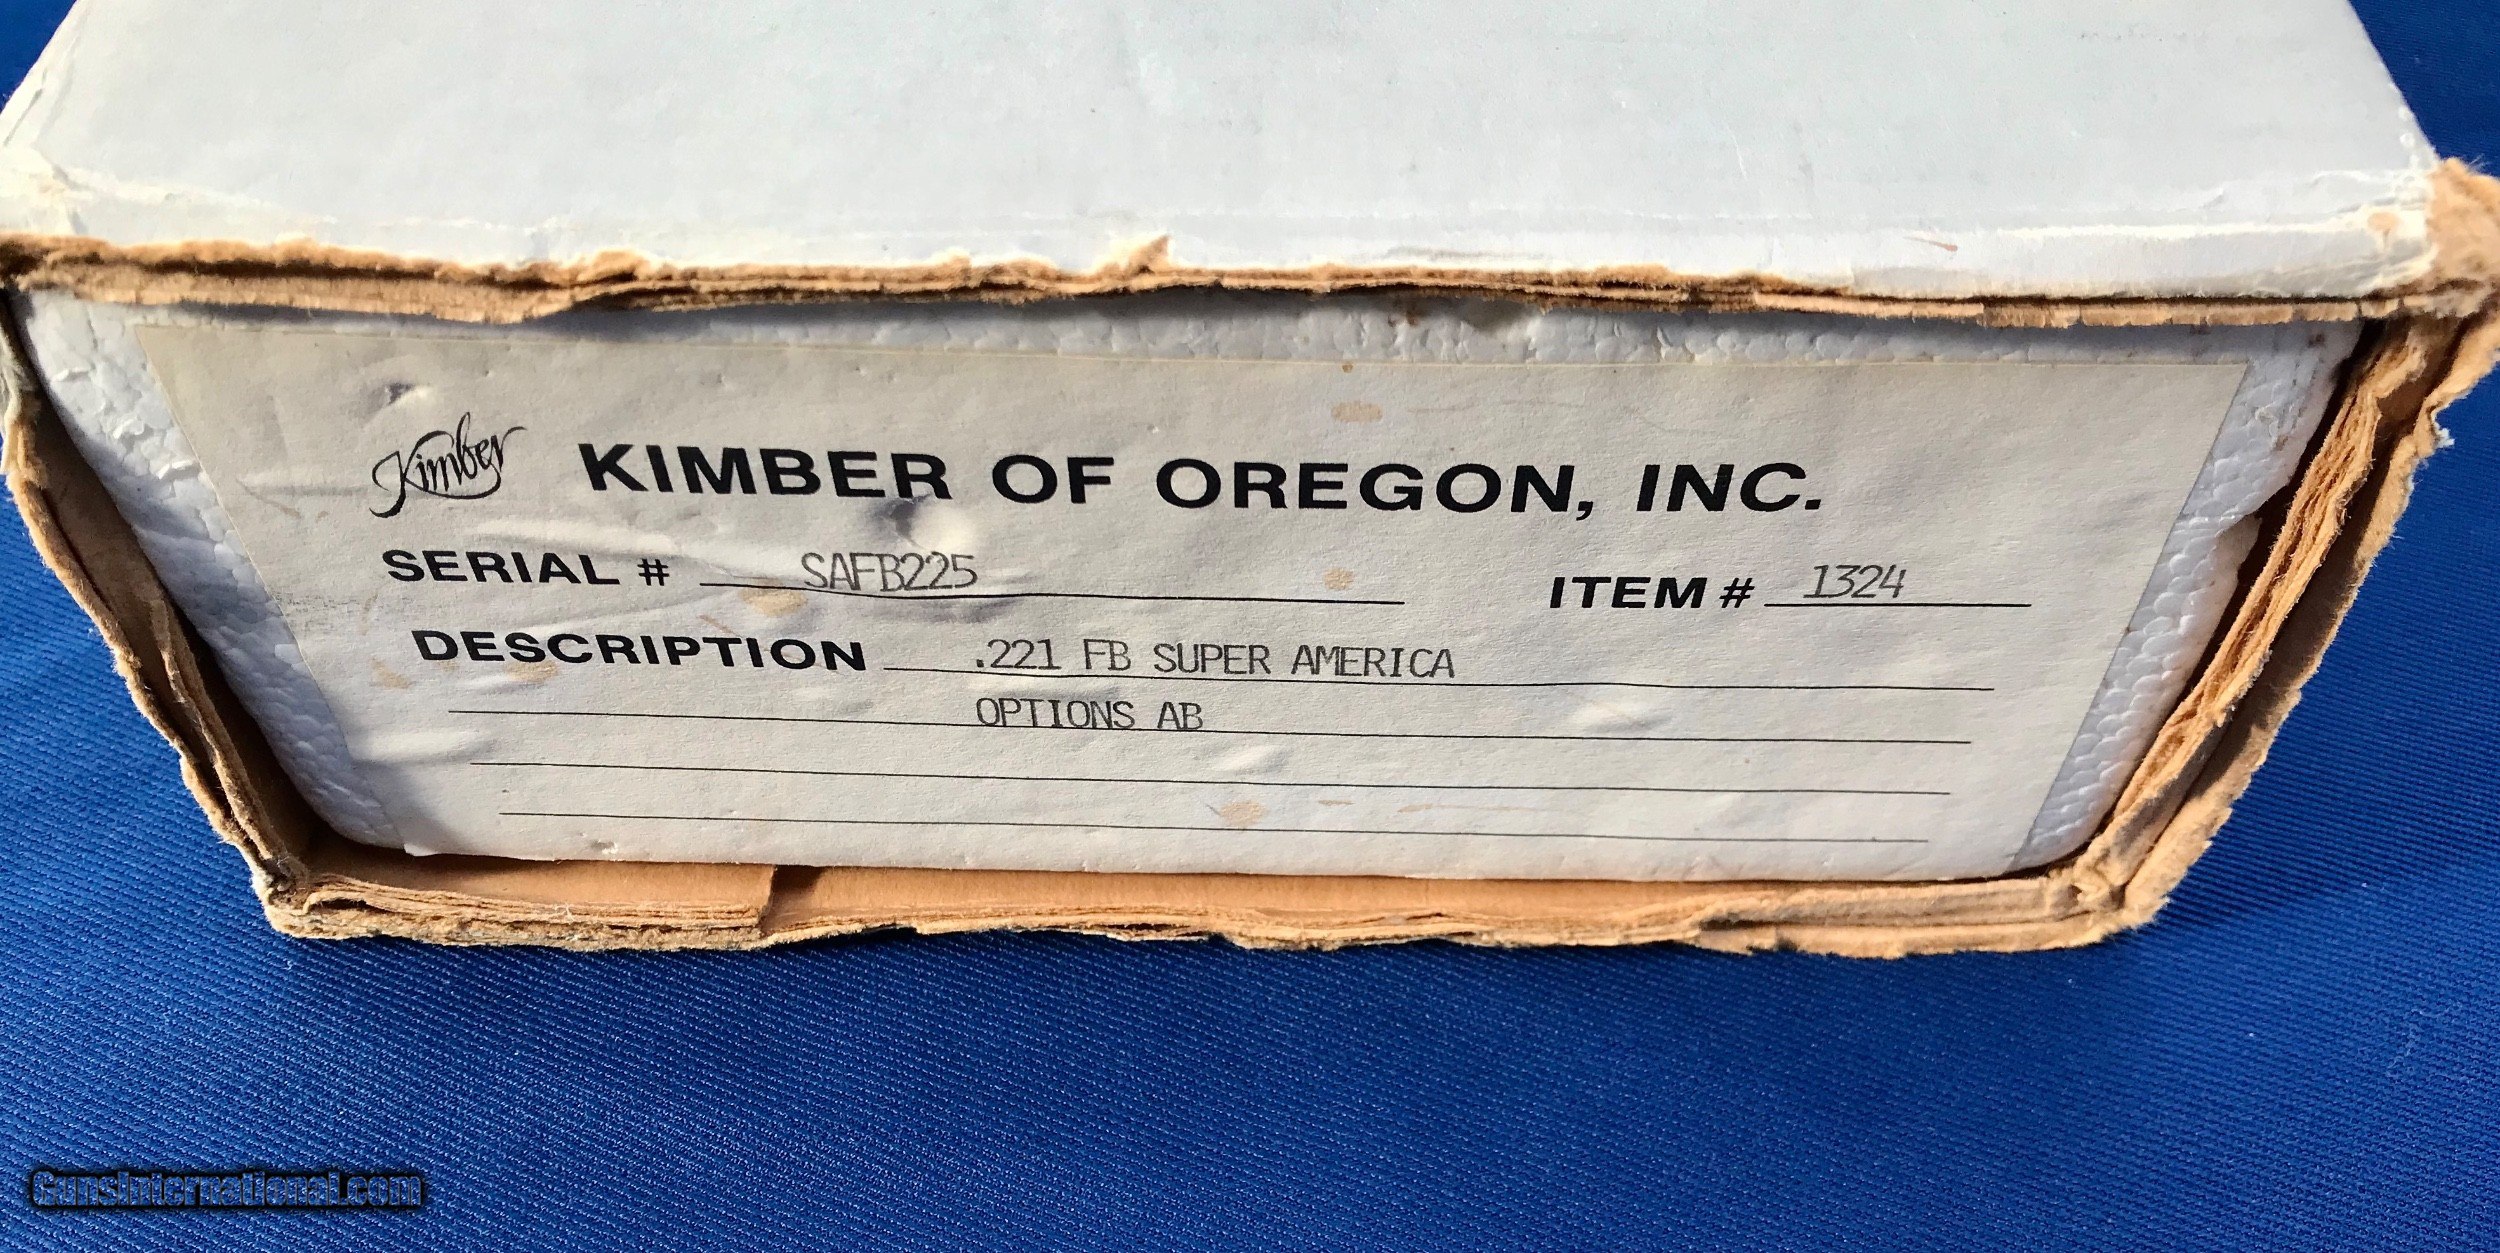 Kimber KIMBER OF OREGON, INC.
SERIAL # SAFB225 ITEM # 1324
DESCRIPTION .221 FB SUPER AMERICA
OPTIONS AB
GunsInternational.com